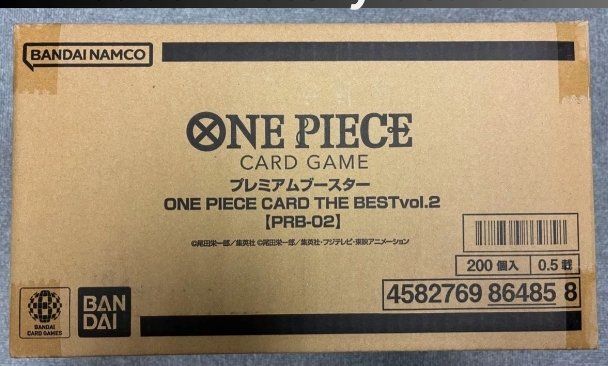 BANDAI NAMCO
ONE PIECE
CARD GAME
プレミアムブースター
ONE PIECE CARD THE BESTvol.2
【PRB-02】
©尾田栄一郎/集英社 ©尾田栄一郎/集英社・フジテレビ・東映アニメーション
200 個入 0.5 載
4582769 86485 8
BANDAI
CARD GAMES
BAN
DAI